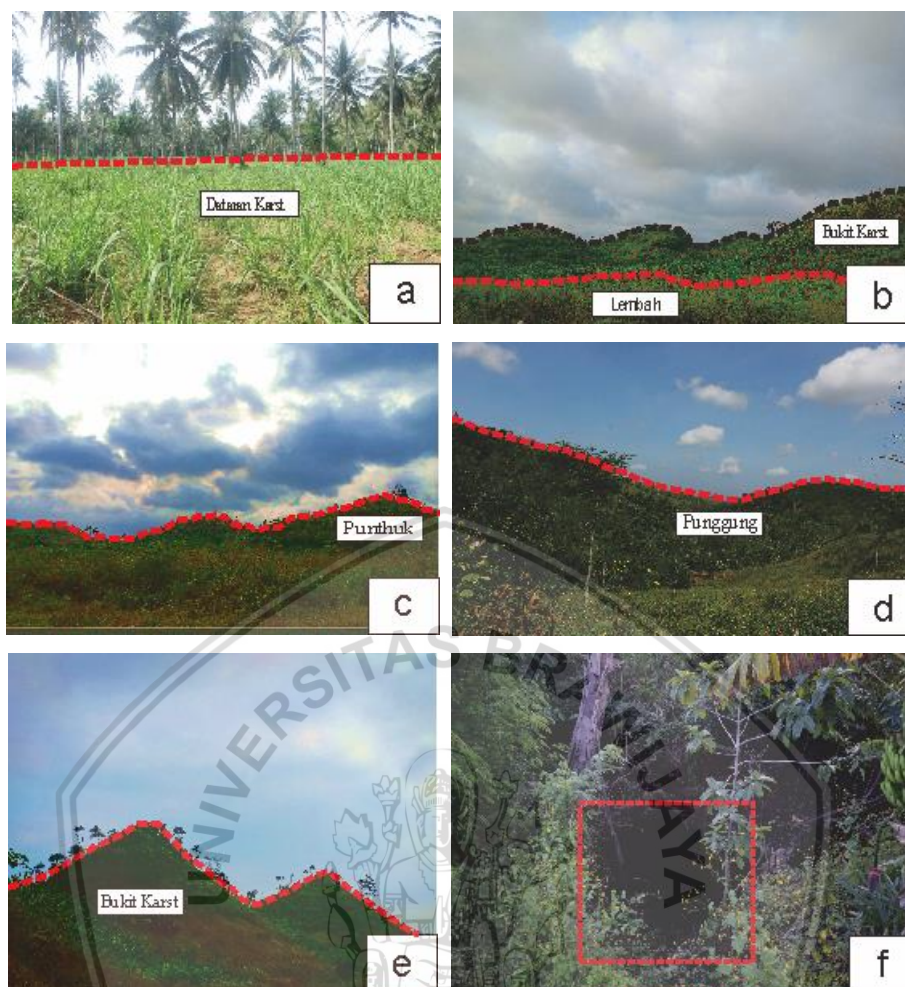 Dataran Karst
a
Bukit Karst
Lembah
b
Punthuk
c
Punggung
d
Bukit Karst
e
f
UNIVERSITAS BRAWIJAYA